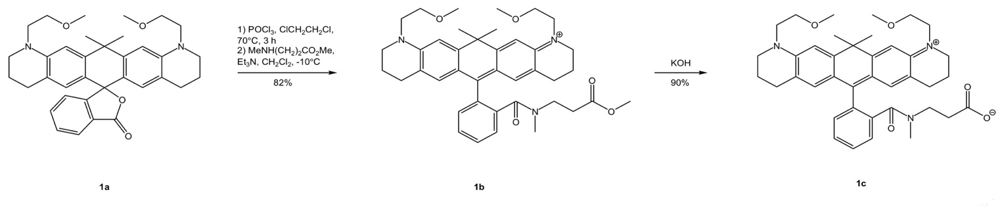 O
O
N
N
O
O
1a
1) POCl3, ClCH2CH2Cl,
70°C, 3 h
2) MeNH(CH2)2CO2Me,
Et3N, CH2Cl2, -10°C
82%
O
O
N
N⊕
O
N
O
O
1b
KOH
90%
O
O
N
N⊕
O
N
O
O⊖
1c